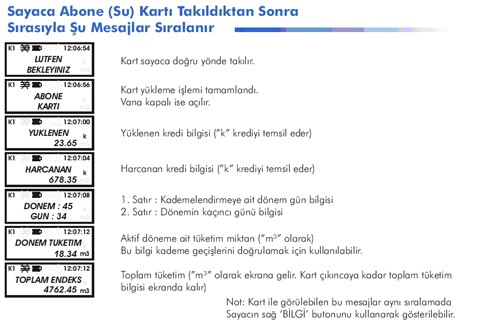 Sayaca Abone (Su) Kartı Takıldıktan Sonra
Sırasıyla Şu Mesajlar Sıralanır
K1 12:06:54
LUTFEN
BEKLEYINIZ
Kart sayaca doğru yönde takılır.
K1 12:06:56
ABONE
KARTI
Kart yükleme işlemi tamamlandı.
Vana kapalı ise açılır.
K1 12:07:00
YUKLENEN k
23.65
Yüklenen kredi bilgisi ("k" krediyi temsil eder)
K1 12:07:04
HARCANAN k
678.35
Harcanan kredi bilgisi ("k" krediyi temsil eder)
K1 12:07:08
DONEM : 45
GUN : 34
1. Satır : Kademelendirmeye ait dönem gün bilgisi
2. Satır : Dönemin kaçıncı günü bilgisi
K1 12:07:12
DONEM TUKETIM
18.34 m3
Aktif döneme ait tüketim miktarı ("m³" olarak)
Bu bilgi kademe geçişlerini doğrulamak için kullanılabilir.
K1 12:07:12
TOPLAM ENDEKS
4762.45 m3
Toplam tüketim ("m³" olarak ekrana gelir. Kart çıkıncaya kadar toplam tüketim
bilgisi ekranda kalır)
Not: Kart ile görülebilen bu mesajlar aynı sıralamada
Sayacın sağ 'BİLGİ' butonunu kullanarak gösterilebilir.